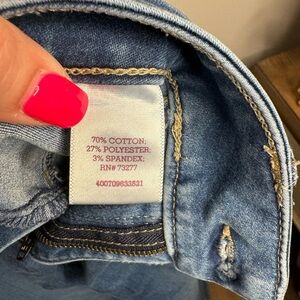 70% COTTON;
27% POLYESTER;
3% SPANDEX;
RN# 73277
400709633531